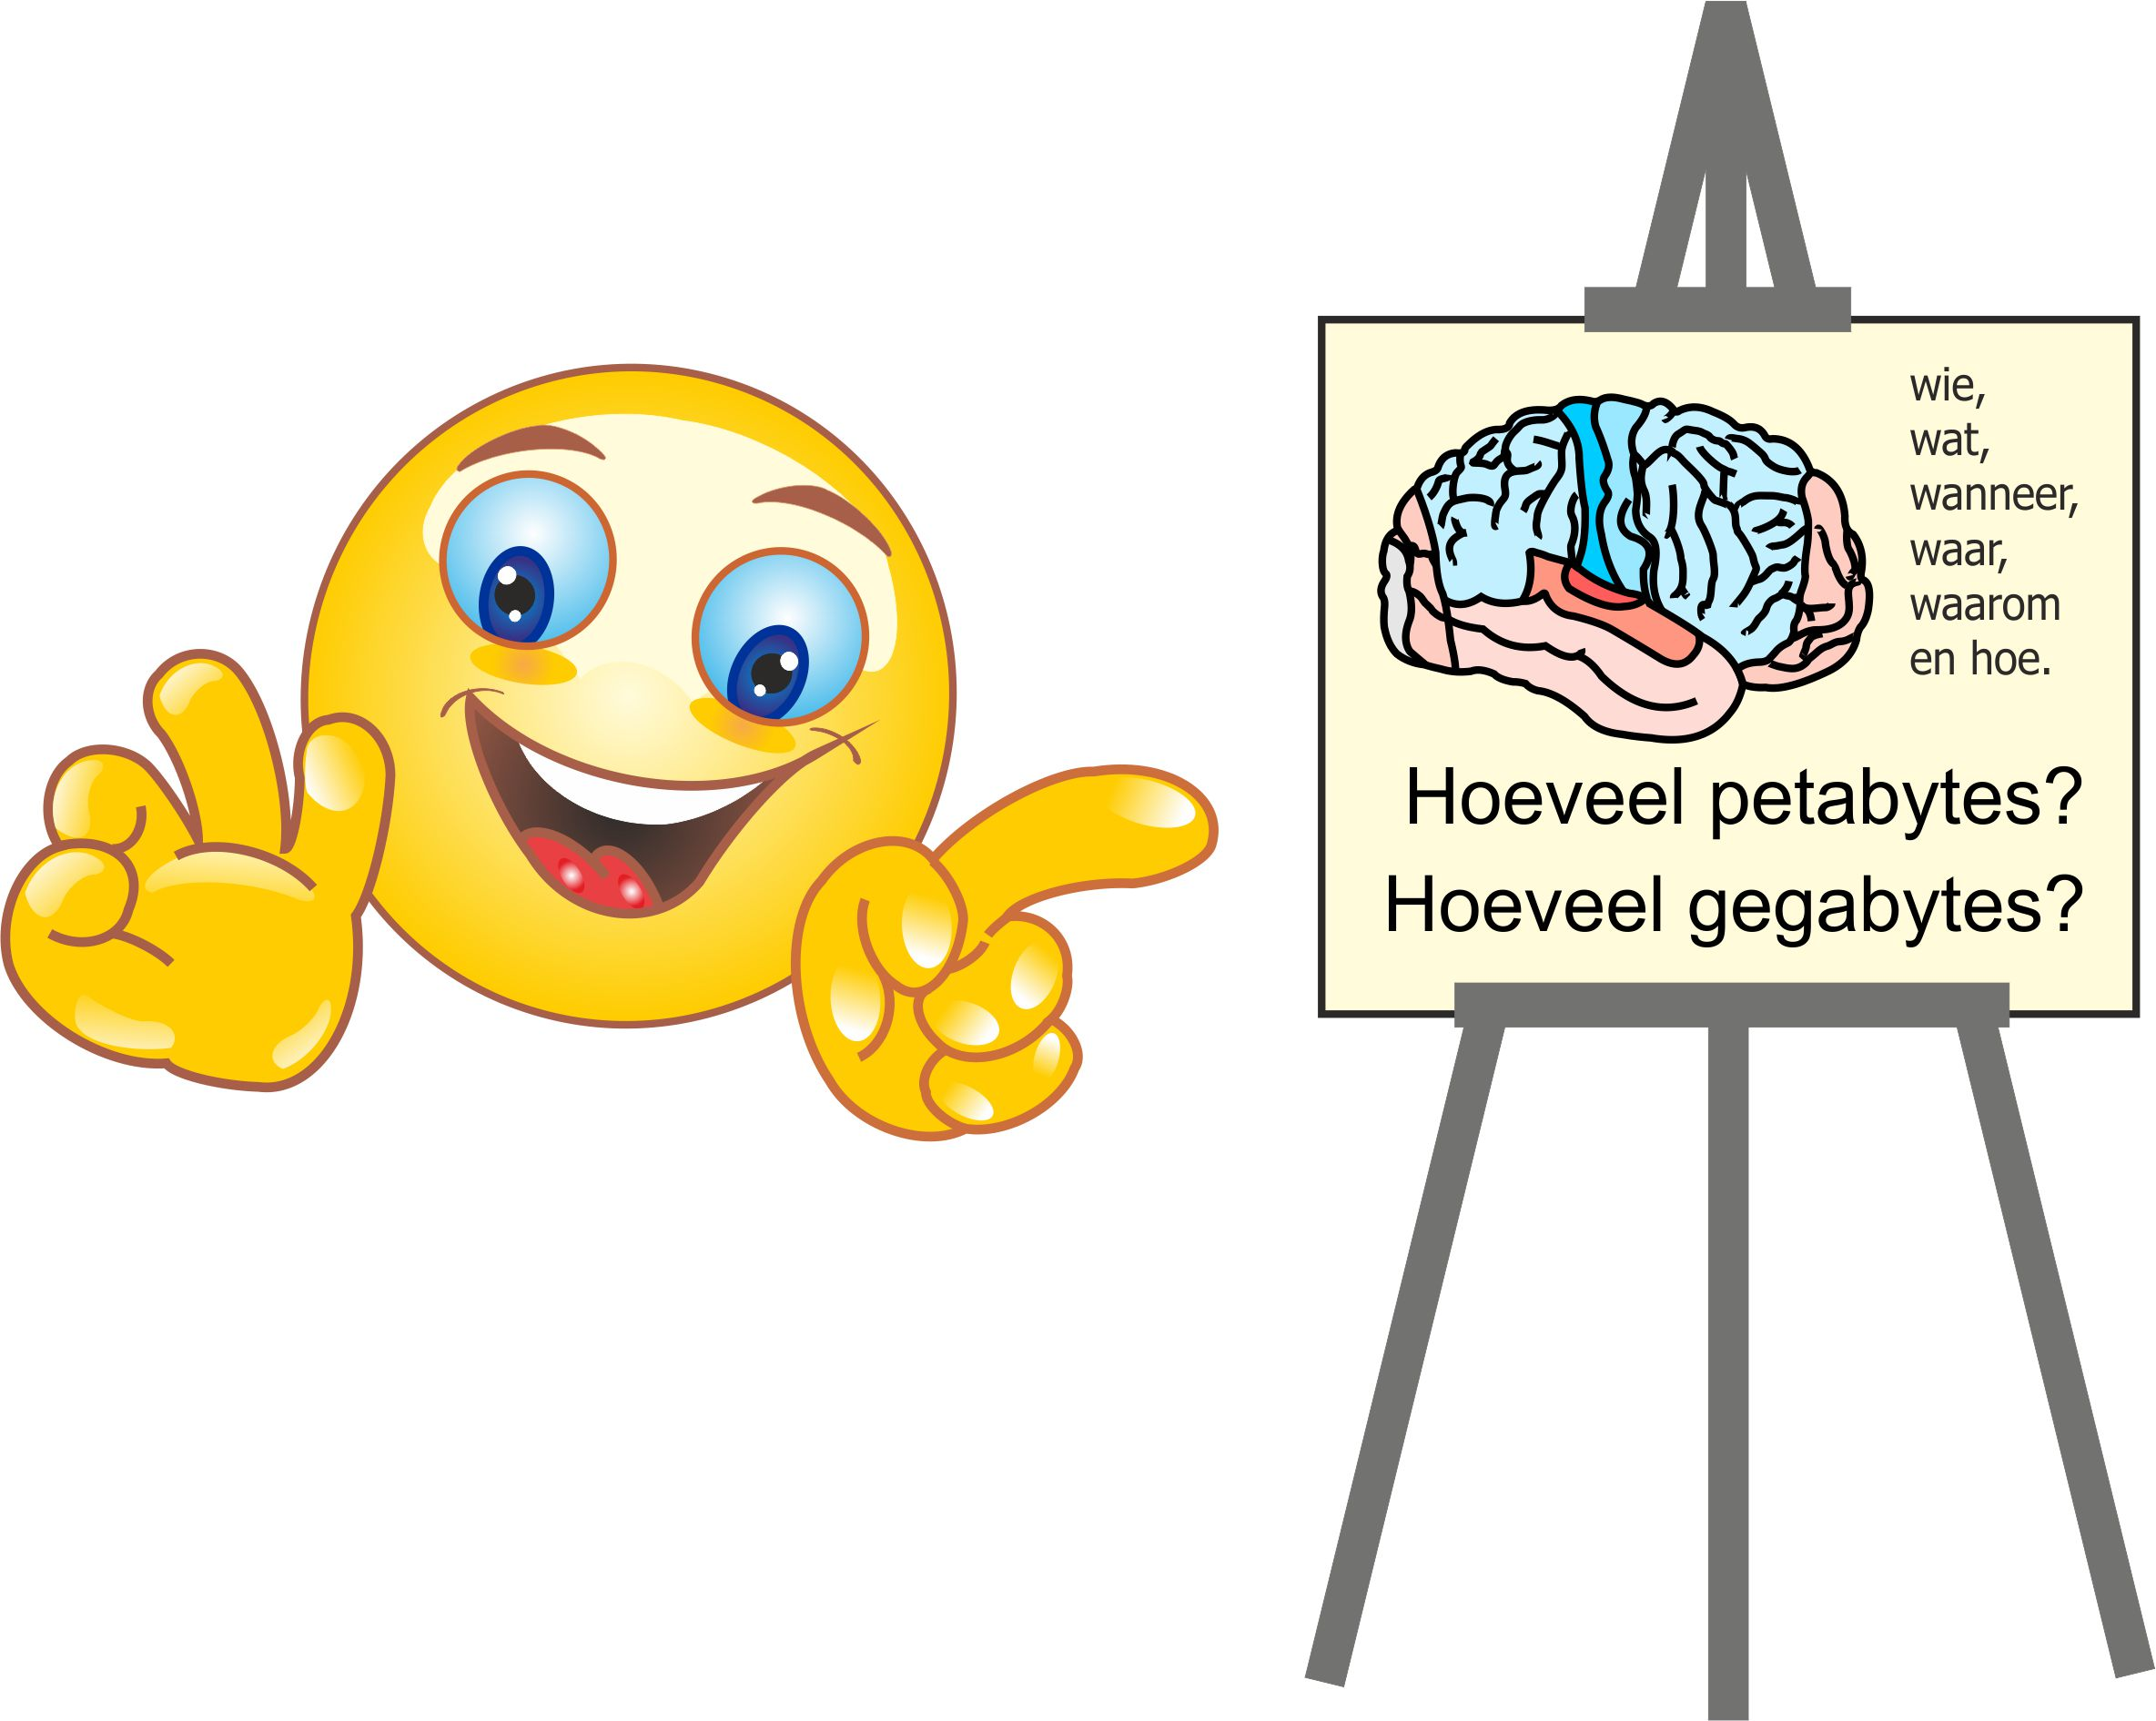 wie,
wat,
wanneer,
waar,
waarom
en hoe.
Hoeveel petabytes?
Hoeveel gegabytes?